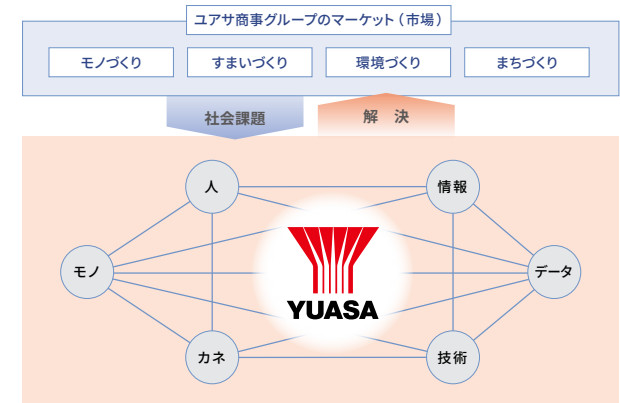 ユアサ商事グループのマーケット（市場）
モノづくり
すまいづくり
環境づくり
まちづくり
社会課題
解 決
人
情報
モノ
データ
YUASA
カネ
技術